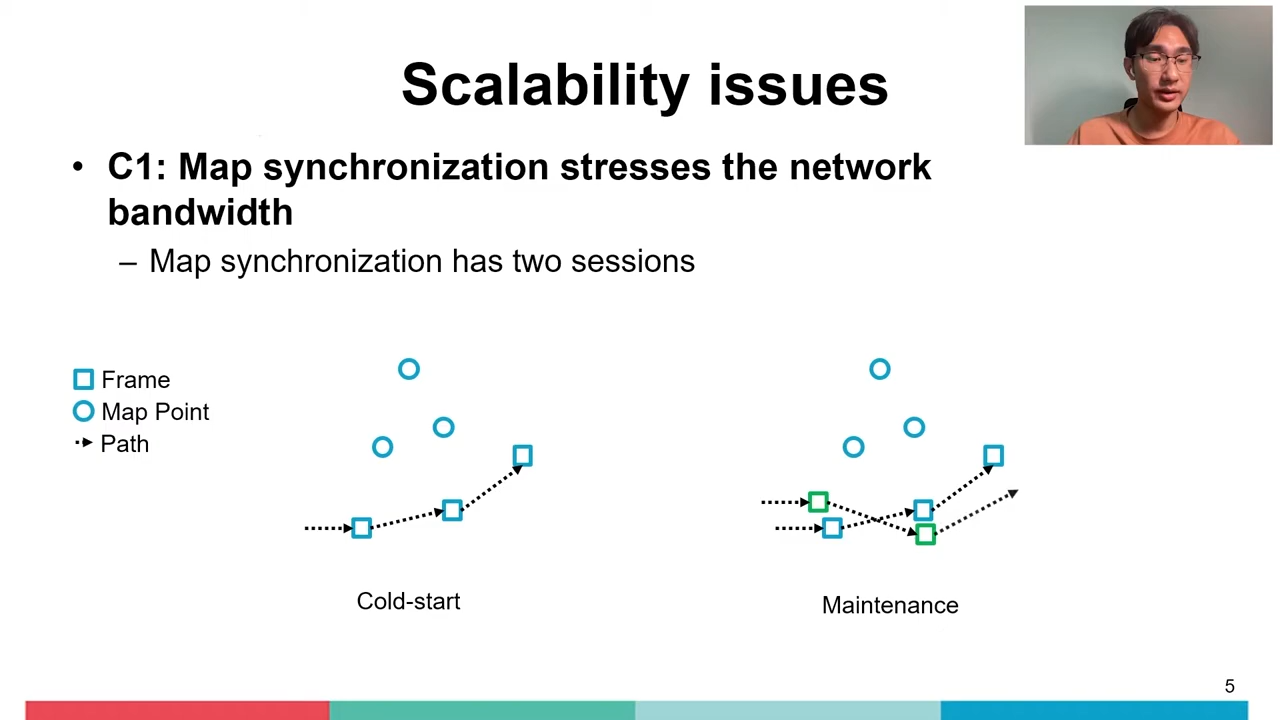 Scalability issues
• C1: Map synchronization stresses the network
bandwidth
– Map synchronization has two sessions
Frame
Map Point
Path
Cold-start
Maintenance
5